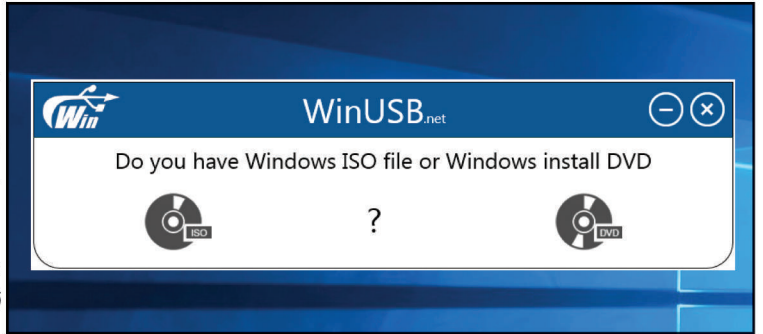 Win
WinUSB.net
Do you have Windows ISO file or Windows install DVD
ISO
?
DVD